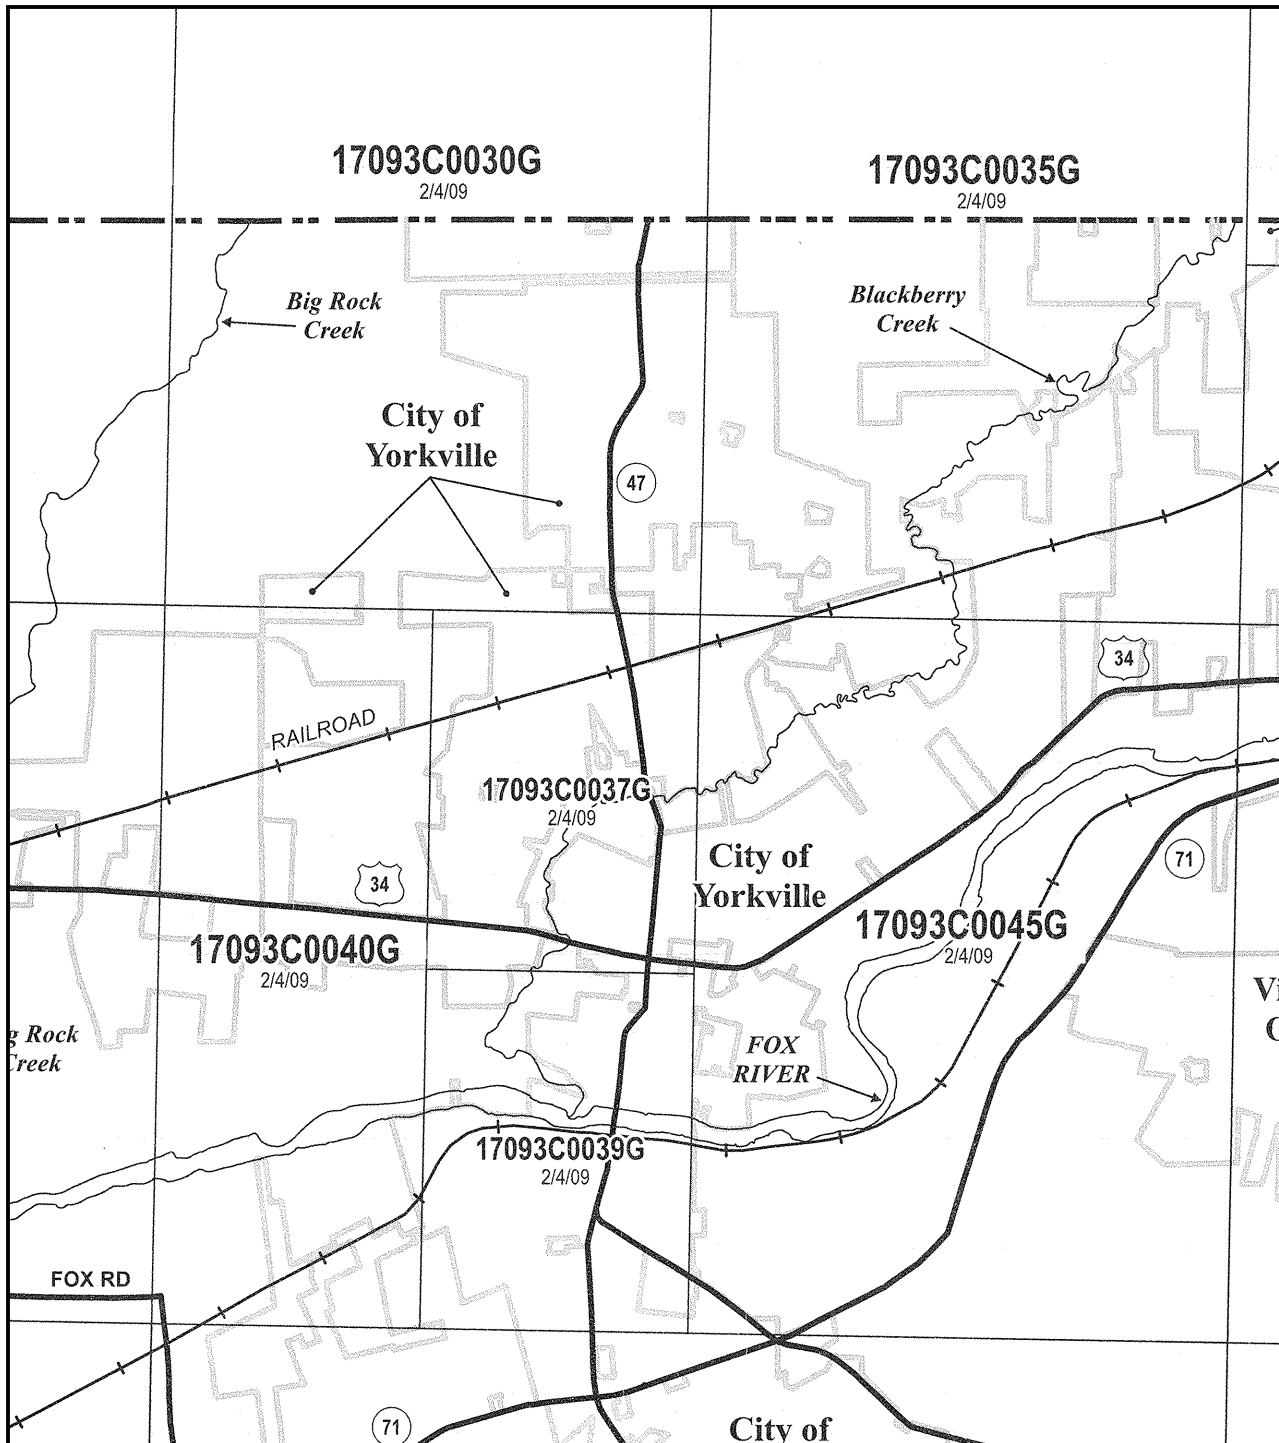 17093C0030G
2/4/09
17093C0035G
2/4/09
Big Rock
Creek
Blackberry
Creek
City of
Yorkville
47
34
RAILROAD
17093C0037G
2/4/09
City of
Yorkville
71
34
17093C0045G
2/4/09
17093C0040G
2/4/09
g Rock
Creek
FOX
RIVER
17093C0039G
2/4/09
FOX RD
71
City of